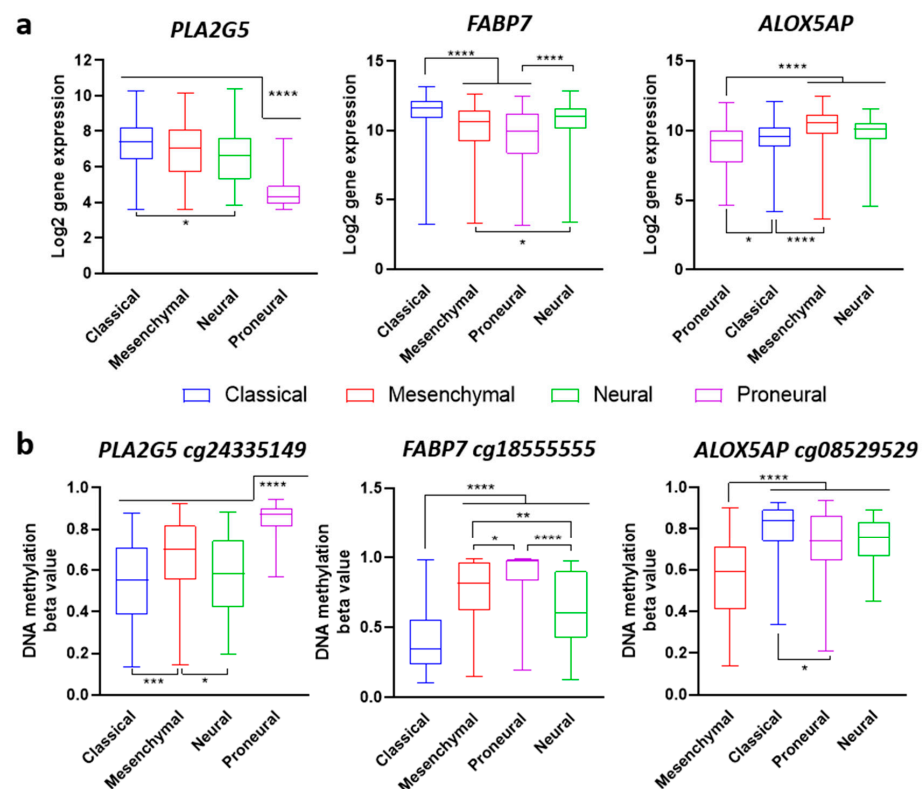 a
PLA2G5
FABP7
ALOX5AP
Log2 gene expression
12
10
8
6
4
2
0
****
*
Classical
Mesenchymal
Neural
Proneural
Log2 gene expression
15
10
5
0
****
****
*
Classical
Mesenchymal
Proneural
Neural
Log2 gene expression
15
10
5
0
****
*
****
Proneural
Classical
Mesenchymal
Neural
Classical
Mesenchymal
Neural
Proneural
b
PLA2G5 cg24335149
FABP7 cg18555555
ALOX5AP cg08529529
DNA methylation
beta value
1.0
0.8
0.6
0.4
0.2
0.0
****
***
*
Classical
Mesenchymal
Neural
Proneural
DNA methylation
beta value
1.5
1.0
0.5
0.0
****
**
*
****
Classical
Mesenchymal
Proneural
Neural
DNA methylation
beta value
1.0
0.8
0.6
0.4
0.2
0.0
****
*
Mesenchymal
Classical
Proneural
Neural